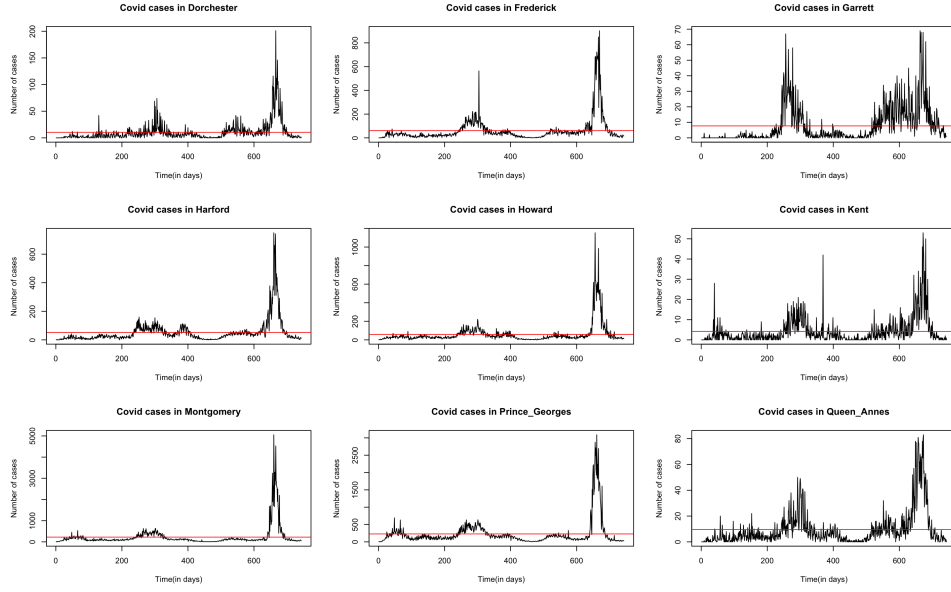 Covid cases in Dorchester
Number of cases
0 50 100 150 200
0 200 400 600
Time(in days)
Covid cases in Frederick
Number of cases
0 200 400 600 800
0 200 400 600
Time(in days)
Covid cases in Garrett
Number of cases
0 10 20 30 40 50 60 70
0 200 400 600
Time(in days)
Covid cases in Harford
Number of cases
0 200 400 600
0 200 400 600
Time(in days)
Covid cases in Howard
Number of cases
0 200 600 1000
0 200 400 600
Time(in days)
Covid cases in Kent
Number of cases
0 10 20 30 40 50
0 200 400 600
Time(in days)
Covid cases in Montgomery
Number of cases
0 1000 3000 5000
0 200 400 600
Time(in days)
Covid cases in Prince_Georges
Number of cases
0 500 1500 2500
0 200 400 600
Time(in days)
Covid cases in Queen_Annes
Number of cases
0 20 40 60 80
0 200 400 600
Time(in days)